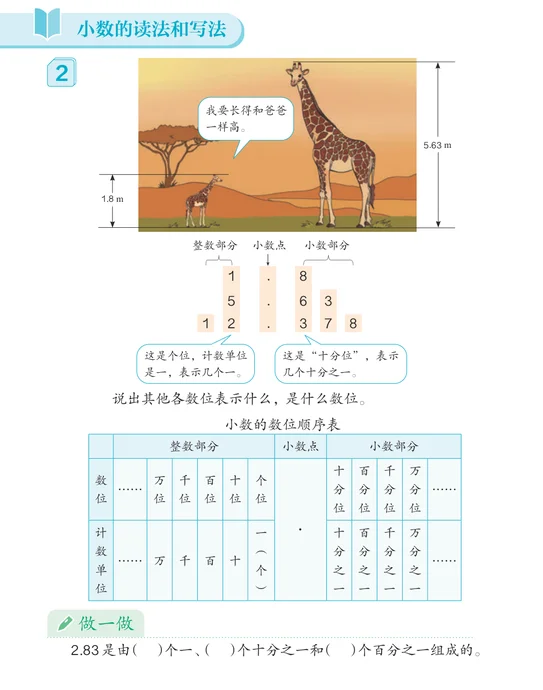 小数的读法和写法
2
我要长得和爸爸
一样高。
5.63 m
1.8 m
整数部分 小数点 小数部分
1 . 8
5 . 6 3
1 2 . 3 7 8
这是个位，计数单位
是一，表示几个一。
这是“十分位”，表示
几个十分之一。
说出其他各数位表示什么，是什么数位。
小数的数位顺序表
整数部分 小数点 小数部分
数位 …… 万位 千位 百位 十位 个位 · 十分位 百分位 千分位 万分位 ……
计数单位 …… 万 千 百 十 一（个） 十分之一 百分之一 千分之一 万分之一 ……
做一做
2.83是由( )个一、( )个十分之一和( )个百分之一组成的。